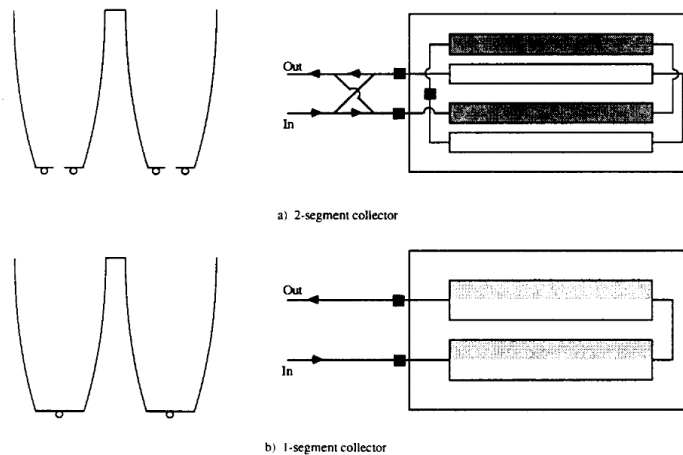 Out
In
a) 2-segment collector
Out
In
b) 1-segment collector